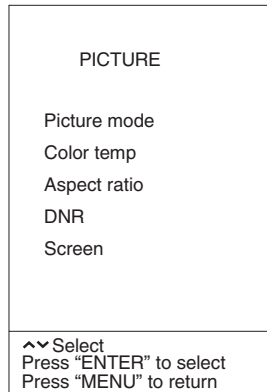 PICTURE
Picture mode
Color temp
Aspect ratio
DNR
Screen
Select
Press “ENTER” to select
Press “MENU” to return